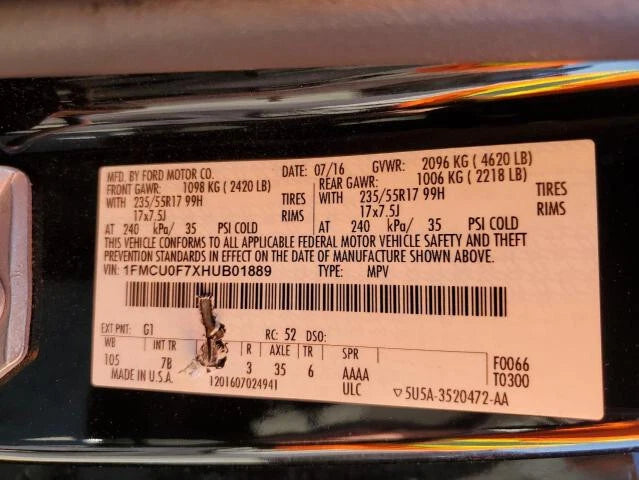 MFD. BY FORD MOTOR CO. DATE: 07/16 GVWR: 2096 KG ( 4620 LB)
FRONT GAWR: 1098 KG ( 2420 LB) REAR GAWR: 1006 KG ( 2218 LB)
WITH 235/55R17 99H TIRES WITH 235/55R17 99H TIRES
17x7.5J RIMS 17x7.5J RIMS
AT 240 kPa/ 35 PSI COLD AT 240 kPa/ 35 PSI COLD
THIS VEHICLE CONFORMS TO ALL APPLICABLE FEDERAL MOTOR VEHICLE SAFETY AND THEFT
PREVENTION STANDARDS IN EFFECT ON THE DATE OF MANUFACTURE SHOWN ABOVE.
VIN: 1FMCU0F7XHUB01889 TYPE: MPV
EXT PNT: G1 RC: 52 DSO:
WB INT TR R AXLE TR SPR F0066
105 7B 3 35 6 AAAA T0300
MADE IN U.S.A. 1201607024941 ULC ▽5U5A-3520472-AA